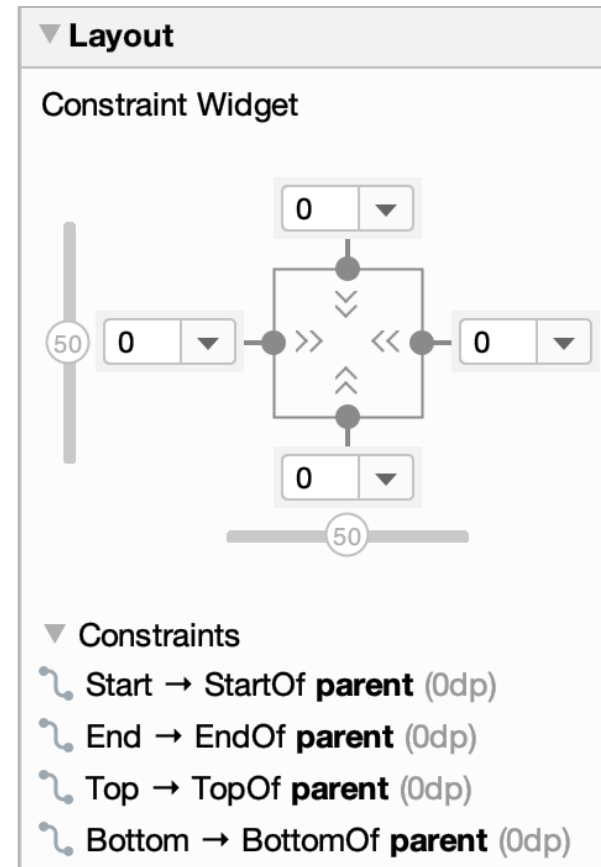 Layout
Constraint Widget
0
50
0
0
0
50
Constraints
Start → StartOf parent (0dp)
End → EndOf parent (0dp)
Top → TopOf parent (0dp)
Bottom → BottomOf parent (0dp)